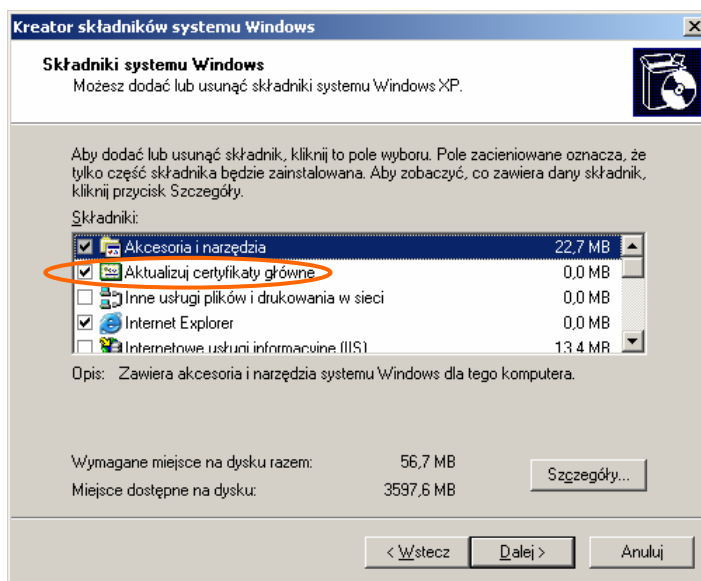 Kreator składników systemu Windows
Składniki systemu Windows
Możesz dodać lub usunąć składniki systemu Windows XP.
Aby dodać lub usunąć składnik, kliknij to pole wyboru. Pole zacieniowane oznacza, że
tylko część składnika będzie zainstalowana. Aby zobaczyć, co zawiera dany składnik,
kliknij przycisk Szczegóły.
Składniki:
Akcesoria i narzędzia 22,7 MB
Aktualizuj certyfikaty główne 0,0 MB
Inne usługi plików i drukowania w sieci 0,0 MB
Internet Explorer 0,0 MB
Internetowe usługi informacyjne (IIS) 13,4 MB
Opis: Zawiera akcesoria i narzędzia systemu Windows dla tego komputera.
Wymagane miejsce na dysku razem: 56,7 MB
Szczegóły...
Miejsce dostępne na dysku: 3597,6 MB
< Wstecz Dalej > Anuluj